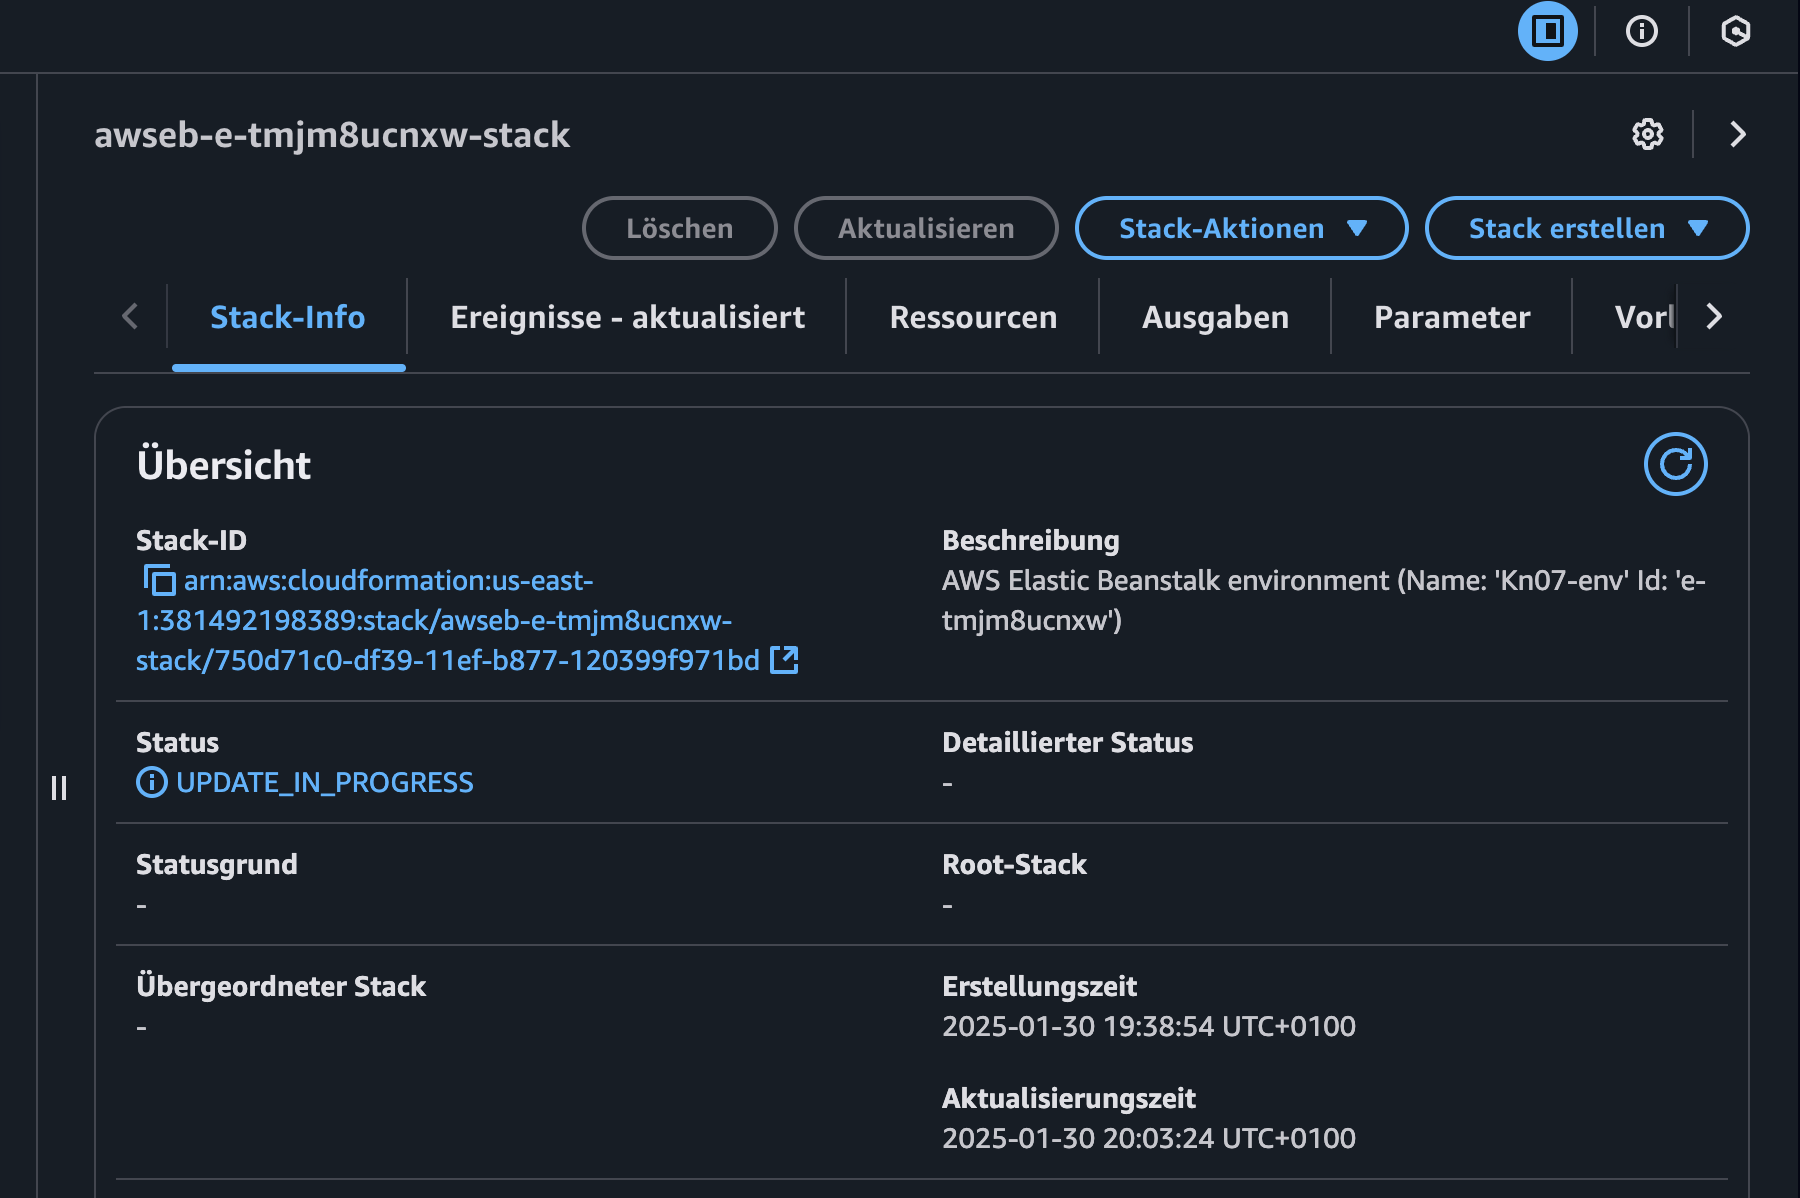 awseb-e-tmjm8ucnxw-stack
Löschen
Aktualisieren
Stack-Aktionen
Stack erstellen
Stack-Info
Ereignisse - aktualisiert
Ressourcen
Ausgaben
Parameter
Vorl
Übersicht
Stack-ID
arn:aws:cloudformation:us-east-
1:381492198389:stack/awseb-e-tmjm8ucnxw-
stack/750d71c0-df39-11ef-b877-120399f971bd
Beschreibung
AWS Elastic Beanstalk environment (Name: 'Kn07-env' Id: 'e-
tmjm8ucnxw')
Status
UPDATE_IN_PROGRESS
Detaillierter Status
-
Statusgrund
-
Root-Stack
-
Übergeordneter Stack
-
Erstellungszeit
2025-01-30 19:38:54 UTC+0100
Aktualisierungszeit
2025-01-30 20:03:24 UTC+0100